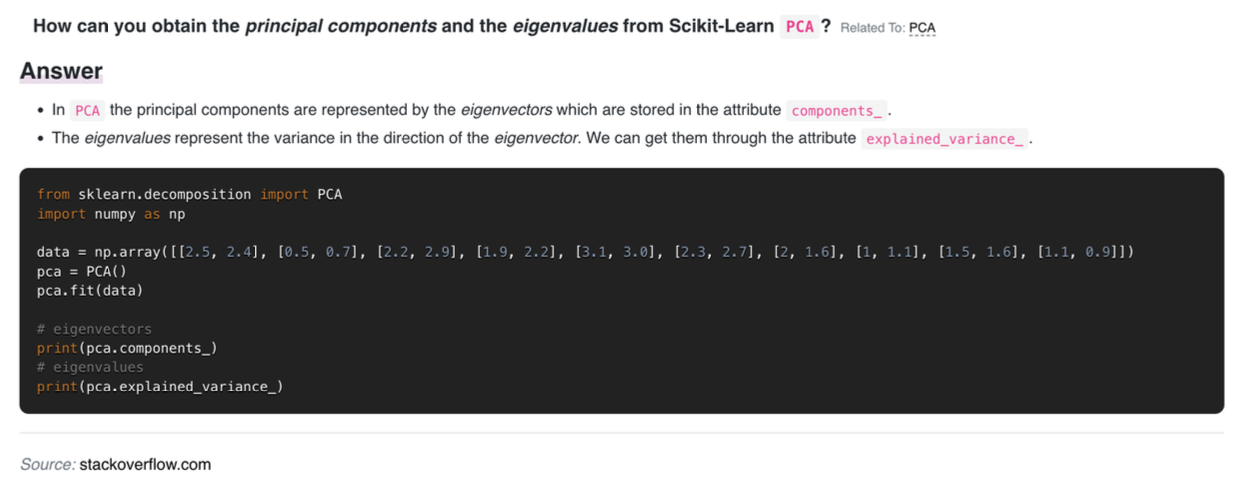 How can you obtain the principal components and the eigenvalues from Scikit-Learn PCA ? Related To: PCA
Answer
• In PCA the principal components are represented by the eigenvectors which are stored in the attribute components_ .
• The eigenvalues represent the variance in the direction of the eigenvector. We can get them through the attribute explained_variance_ .
from sklearn.decomposition import PCA
import numpy as np
data = np.array([[2.5, 2.4], [0.5, 0.7], [2.2, 2.9], [1.9, 2.2], [3.1, 3.0], [2.3, 2.7], [2, 1.6], [1, 1.1], [1.5, 1.6], [1.1, 0.9]])
pca = PCA()
pca.fit(data)
# eigenvectors
print(pca.components_)
# eigenvalues
print(pca.explained_variance_)
Source: stackoverflow.com